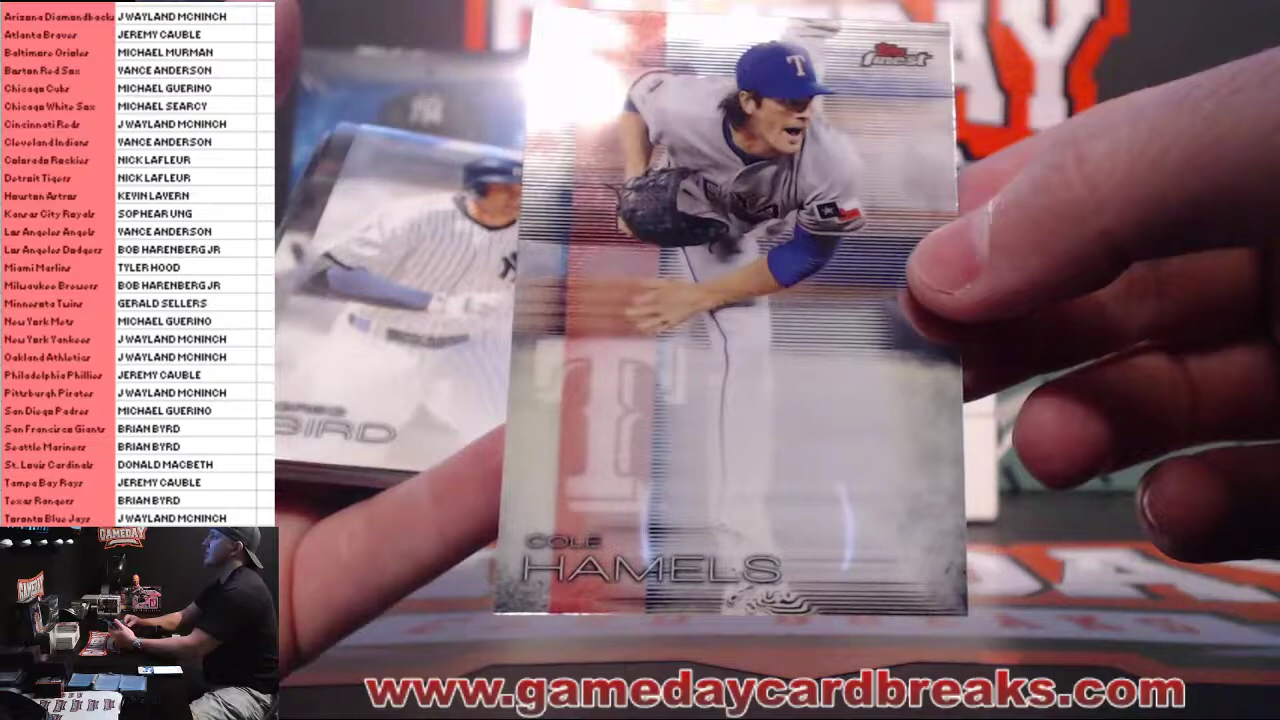 Arizona Diamondbacks J WAYLAND MCNINCH
Atlanta Braves JEREMY CAUBLE
Baltimore Orioles MICHAEL MURMAN
Boston Red Sox VANCE ANDERSON
Chicago Cubs MICHAEL GUERINO
Chicago White Sox MICHAEL SEARCY
Cincinnati Reds J WAYLAND MCNINCH
Cleveland Indians VANCE ANDERSON
Colorado Rockies NICK LAFLEUR
Detroit Tigers NICK LAFLEUR
Houston Astros KEVIN LAVERN
Kansas City Royals SOPHEAR UNG
Los Angeles Angels VANCE ANDERSON
Los Angeles Dodgers BOB HARENBERG JR
Miami Marlins TYLER HOOD
Milwaukee Brewers BOB HARENBERG JR
Minnesota Twins GERALD SELLERS
New York Mets MICHAEL GUERINO
New York Yankees J WAYLAND MCNINCH
Oakland Athletics J WAYLAND MCNINCH
Philadelphia Phillies JEREMY CAUBLE
Pittsburgh Pirates J WAYLAND MCNINCH
San Diego Padres MICHAEL GUERINO
San Francisco Giants BRIAN BYRD
Seattle Mariners BRIAN BYRD
St. Louis Cardinals DONALD MACBETH
Tampa Bay Rays JEREMY CAUBLE
Texas Rangers BRIAN BYRD
Toronto Blue Jays J WAYLAND MCNINCH
Topps
finest
T
T
COLE
HAMELS
GREG
BIRD
GAMEDAY
GAMEDAY
BREAKS
www.gamedaycardbreaks.com